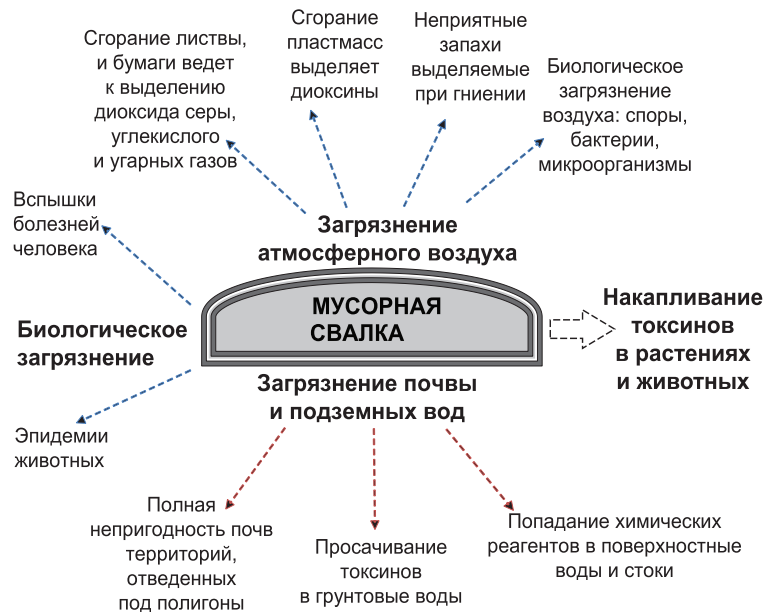 Сгорание листвы,
и бумаги ведет
к выделению
диоксида серы,
углекислого
и угарных газов
Сгорание
пластмасс
выделяет
диоксины
Неприятные
запахи
выделяемые
при гниении
Биологическое
загрязнение
воздуха: споры,
бактерии,
микроорганизмы
Вспышки
болезней
человека
Загрязнение
атмосферного воздуха
МУСОРНАЯ
СВАЛКА
Накапливание
токсинов
в растениях
и животных
Биологическое
загрязнение
Загрязнение почвы
и подземных вод
Эпидемии
животных
Полная
непригодность почв
территорий,
отведенных
под полигоны
Просачивание
токсинов
в грунтовые воды
Попадание химических
реагентов в поверхностные
воды и стоки